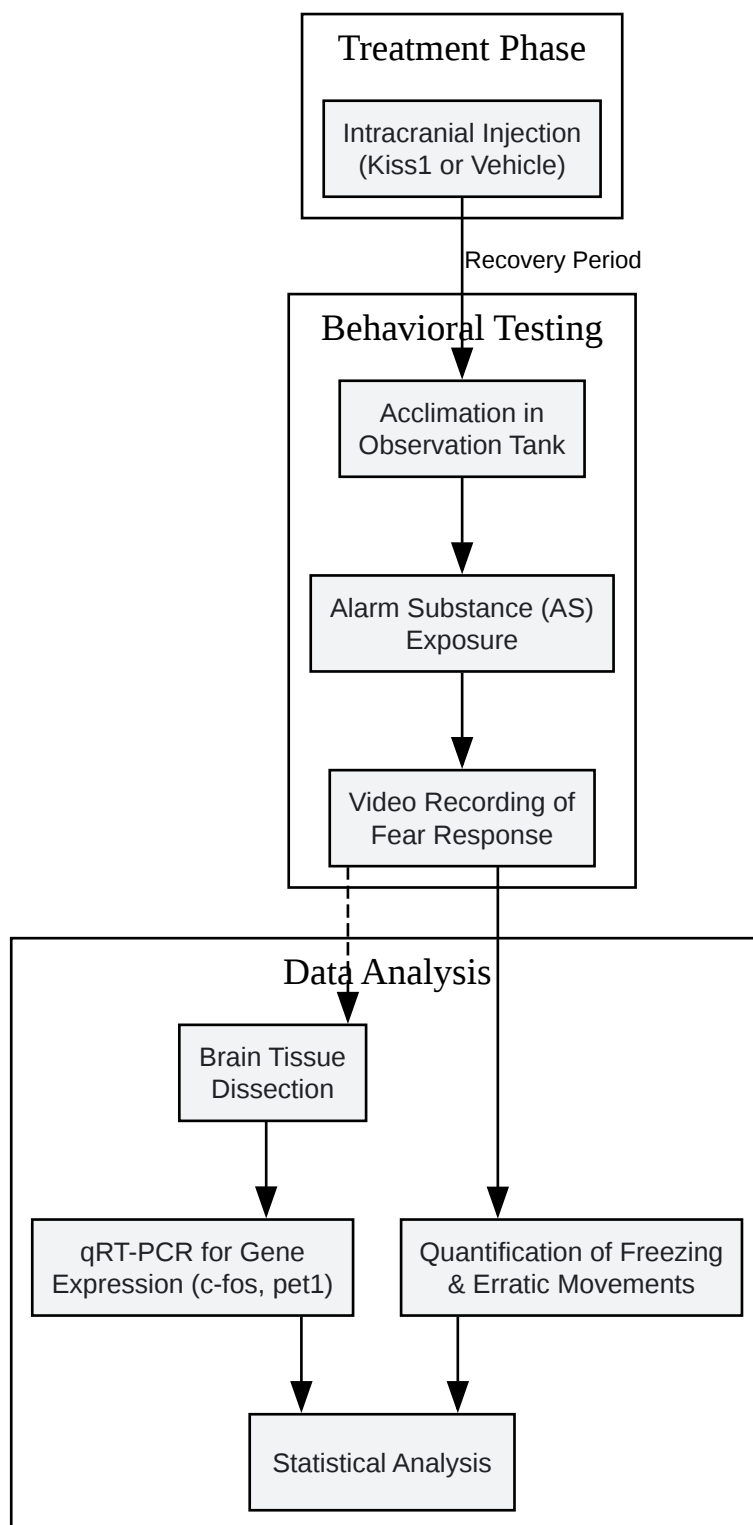 Treatment Phase
Intracranial Injection
(Kiss1 or Vehicle)
Recovery Period
Behavioral Testing
Acclimation in
Observation Tank
Alarm Substance (AS)
Exposure
Video Recording of
Fear Response
Data Analysis
Brain Tissue
Dissection
qRT-PCR for Gene
Expression (c-fos, pet1)
Quantification of Freezing
& Erratic Movements
Statistical Analysis